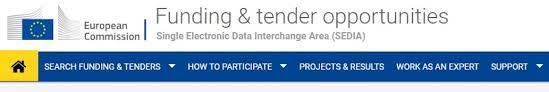 European
Commission
Funding & tender opportunities
Single Electronic Data Interchange Area (SEDIA)
SEARCH FUNDING & TENDERS HOW TO PARTICIPATE PROJECTS & RESULTS WORK AS AN EXPERT SUPPORT